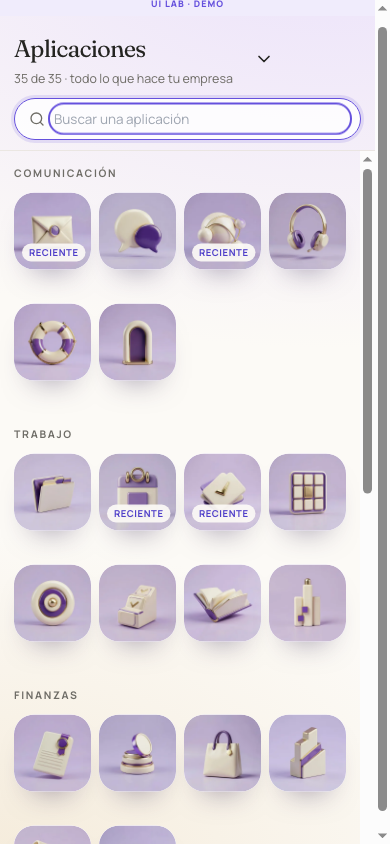 UI LAB · DEMO
Aplicaciones
35 de 35 · todo lo que hace tu empresa
Buscar una aplicación
COMUNICACIÓN
RECIENTE
RECIENTE
TRABAJO
RECIENTE
RECIENTE
FINANZAS